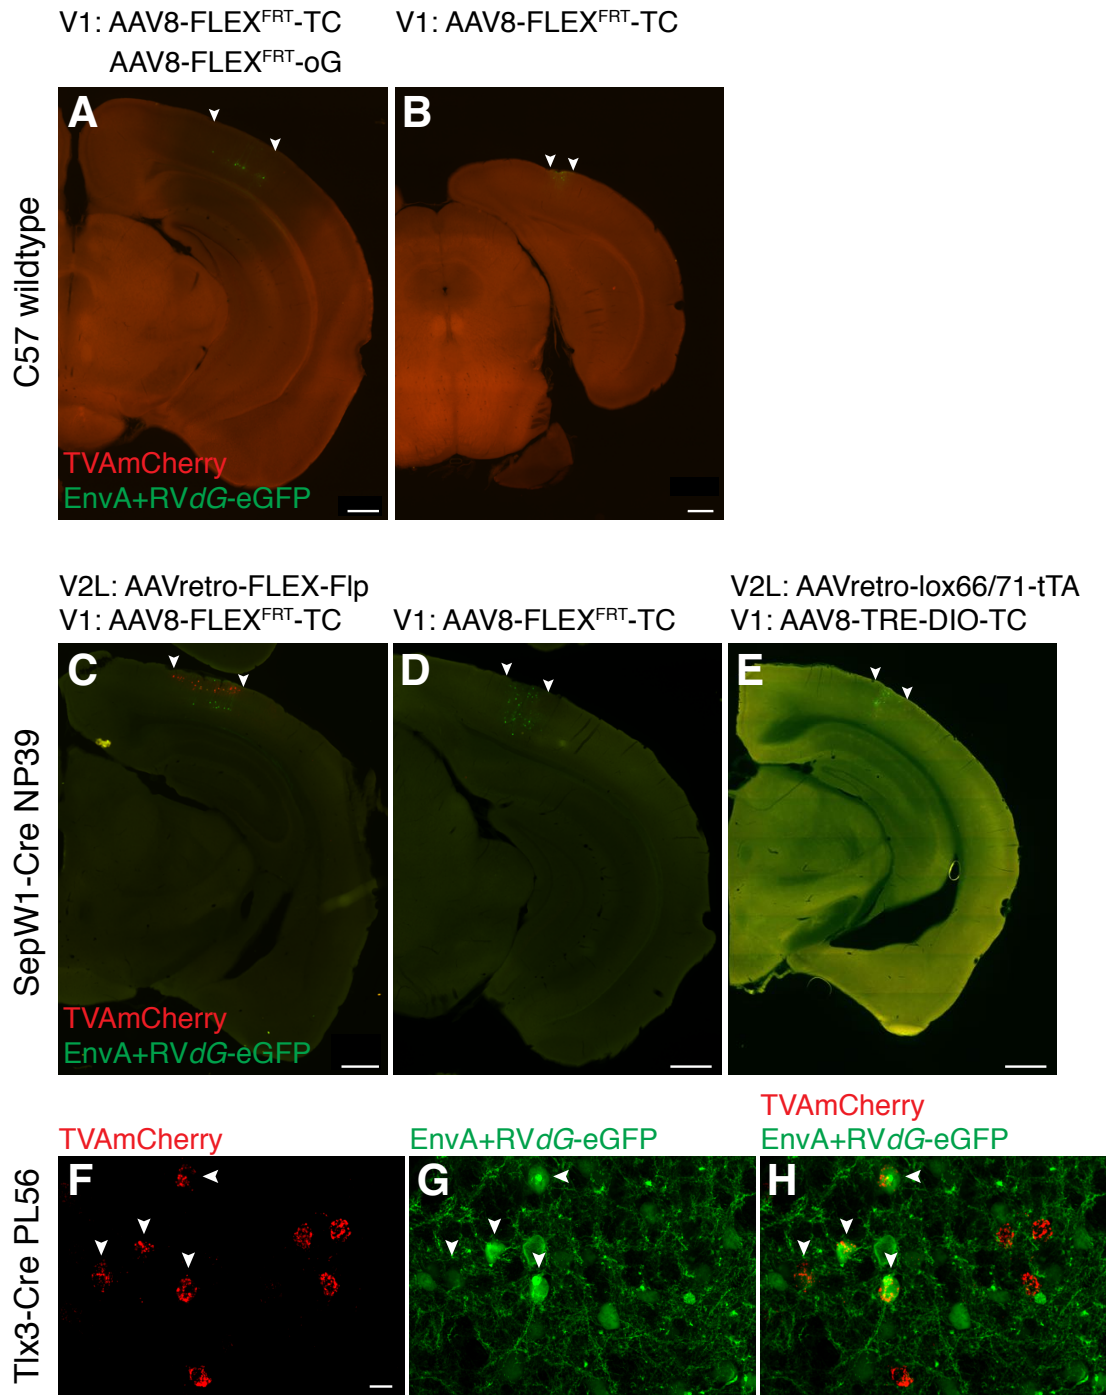 V1: AAV8-FLEXFRT-TC
AAV8-FLEXFRT-oG
V1: AAV8-FLEXFRT-TC
C57 wildtype
A
B
TVAmCherry
EnvA+RVdG-eGFP
V2L: AAVretro-FLEX-Flp
V1: AAV8-FLEXFRT-TC
V1: AAV8-FLEXFRT-TC
V2L: AAVretro-lox66/71-tTA
V1: AAV8-TRE-DIO-TC
SepW1-Cre NP39
C
D
E
TVAmCherry
EnvA+RVdG-eGFP
TVAmCherry
EnvA+RVdG-eGFP
TVAmCherry
EnvA+RVdG-eGFP
Tlx3-Cre PL56
F
G
H